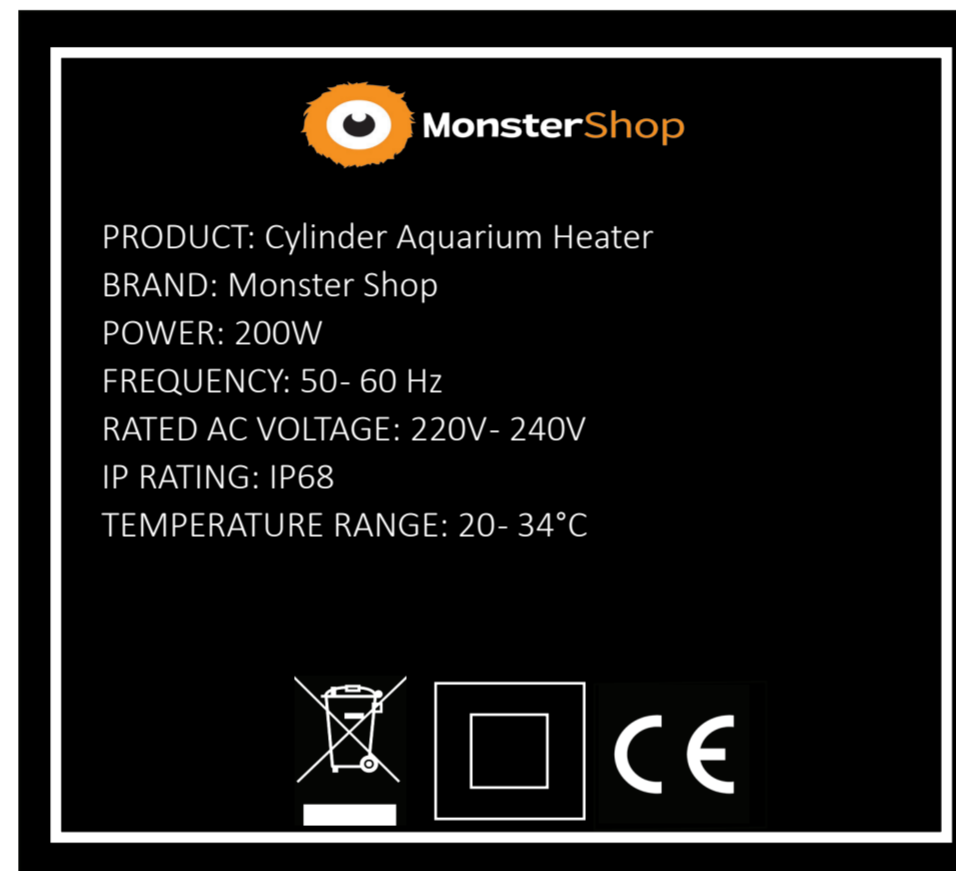 MonsterShop
PRODUCT: Cylinder Aquarium Heater
BRAND: Monster Shop
POWER: 200W
FREQUENCY: 50- 60 Hz
RATED AC VOLTAGE: 220V- 240V
IP RATING: IP68
TEMPERATURE RANGE: 20- 34°C
CE